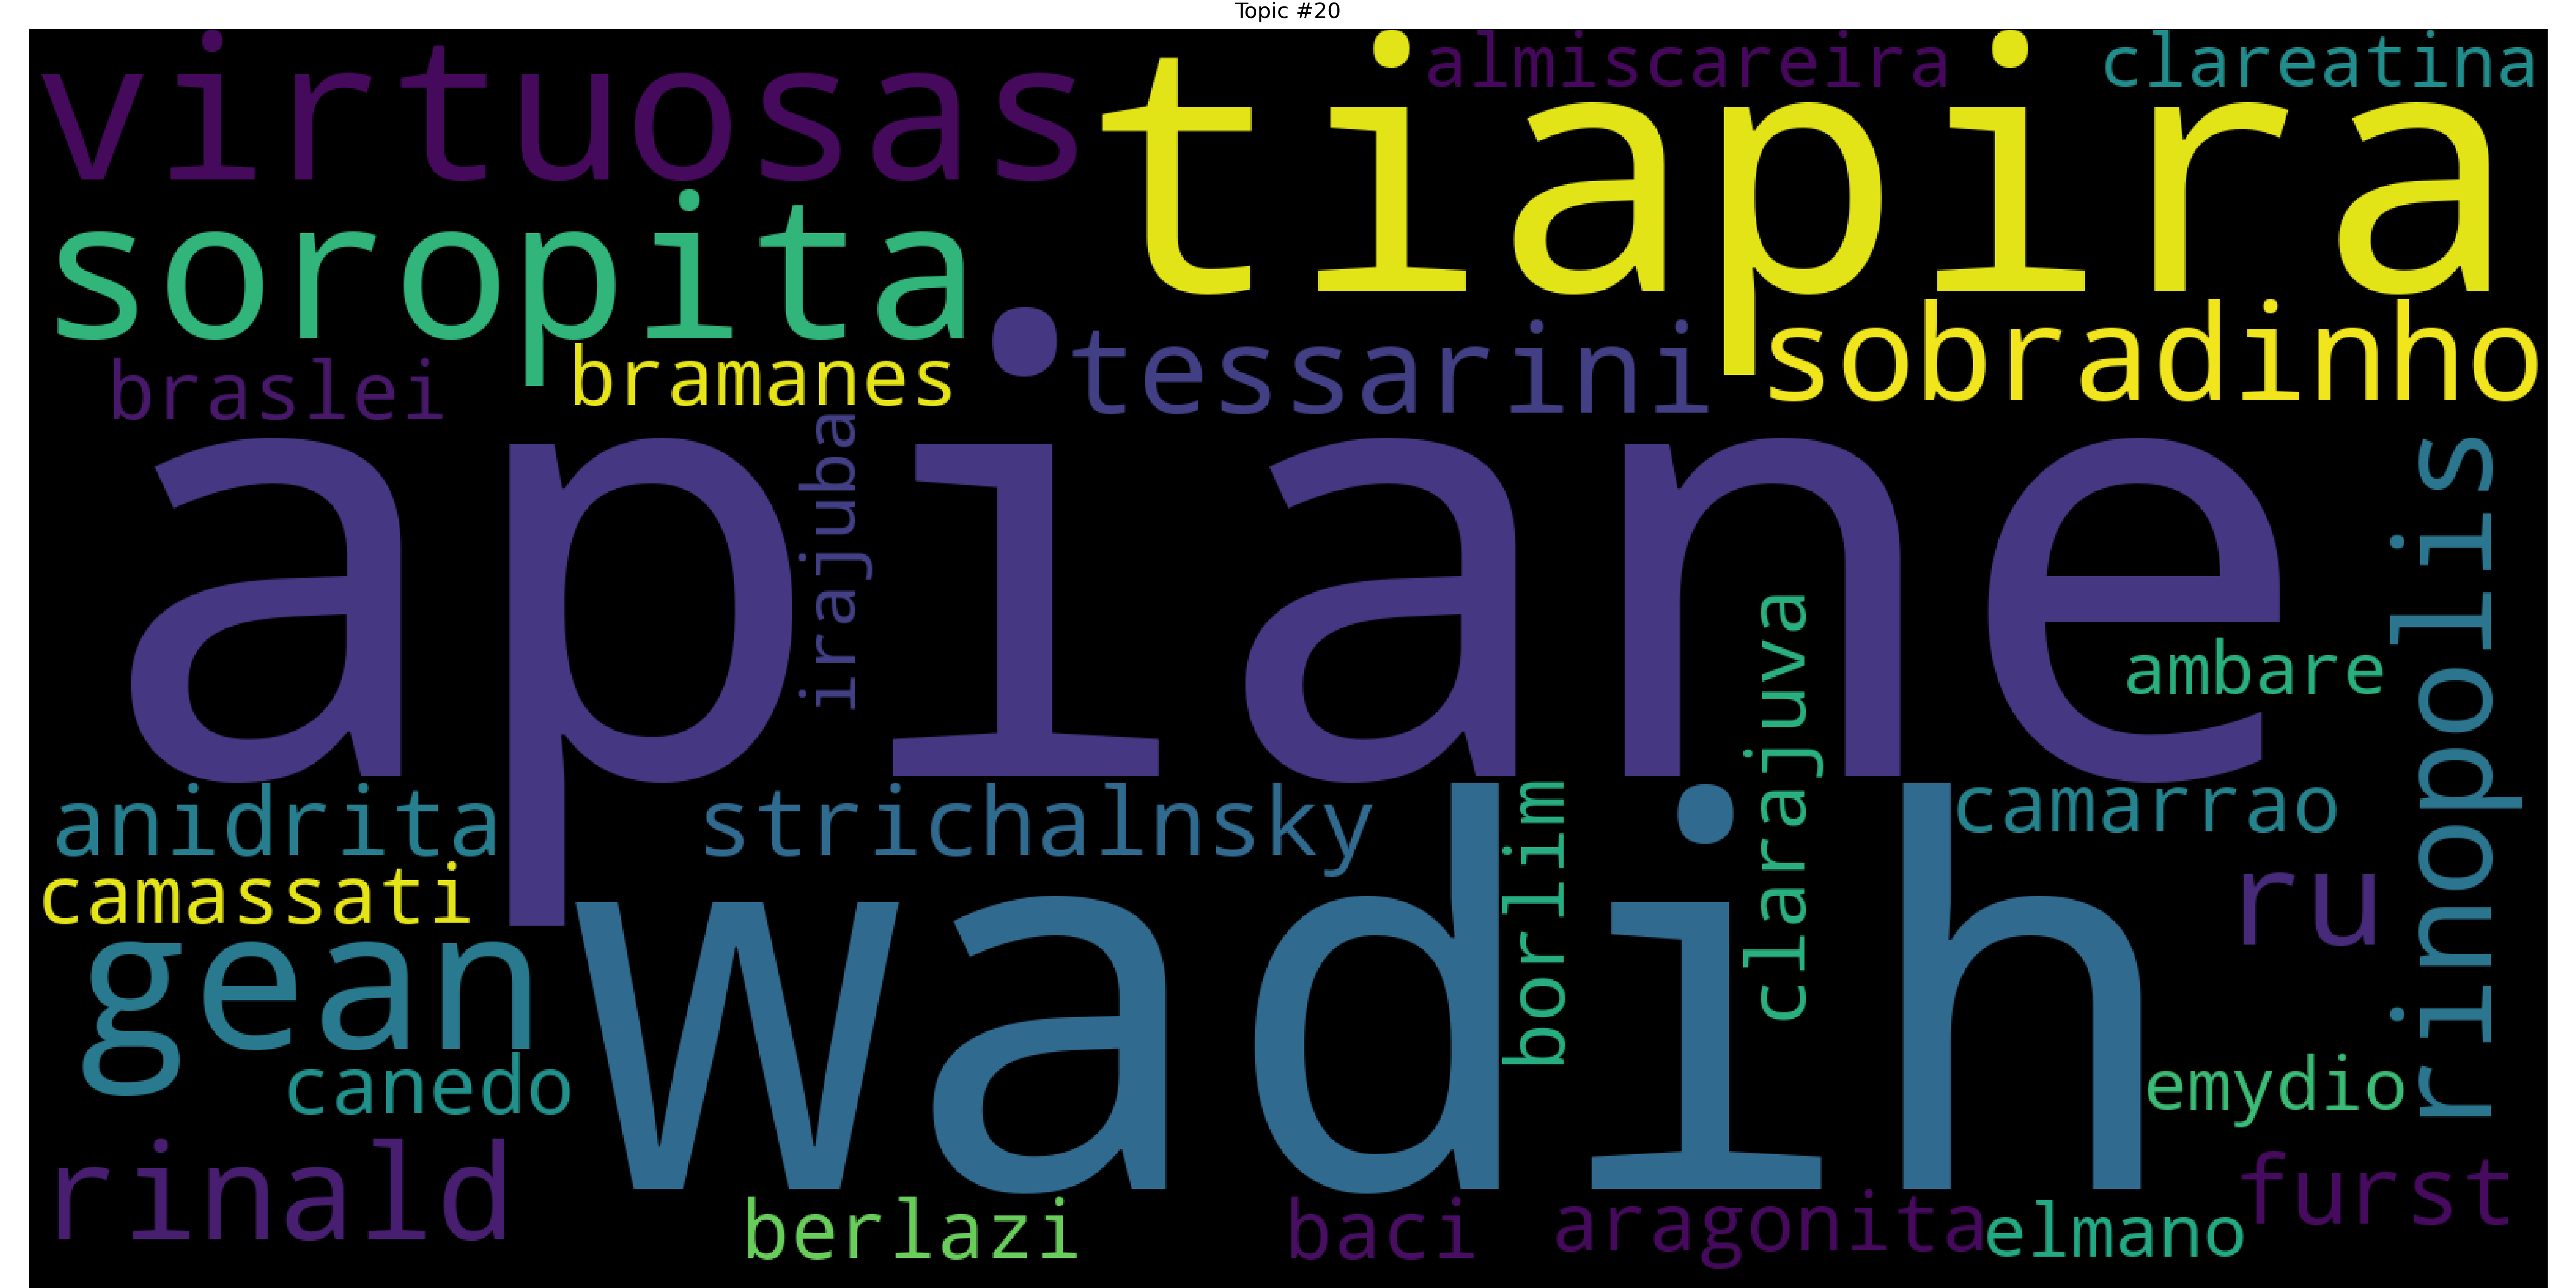 Topic #20
virtuosas
tiapira
almiscareira
clareatina
soropita
tessarini
sobradinho
braslei
bramanes
apiane
irajuba
rinopolis
clarajuva
ambare
anidrita
strichalnsky
borlim
camarrao
camassati
wadih
ru
gean
canedo
emydio
rinald
berlazi
baci
aragonita
elmano
furst